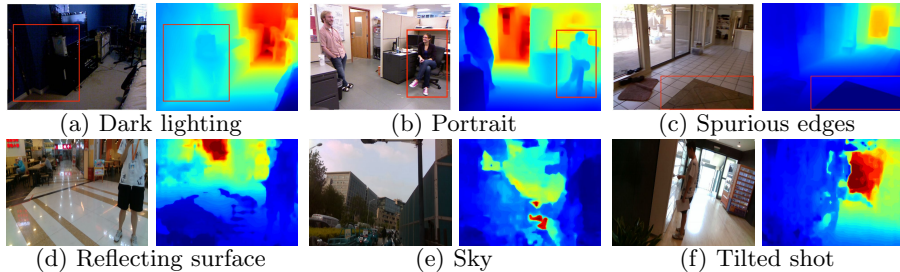 (a) Dark lighting
(b) Portrait
(c) Spurious edges
(d) Reflecting surface
(e) Sky
(f) Tilted shot